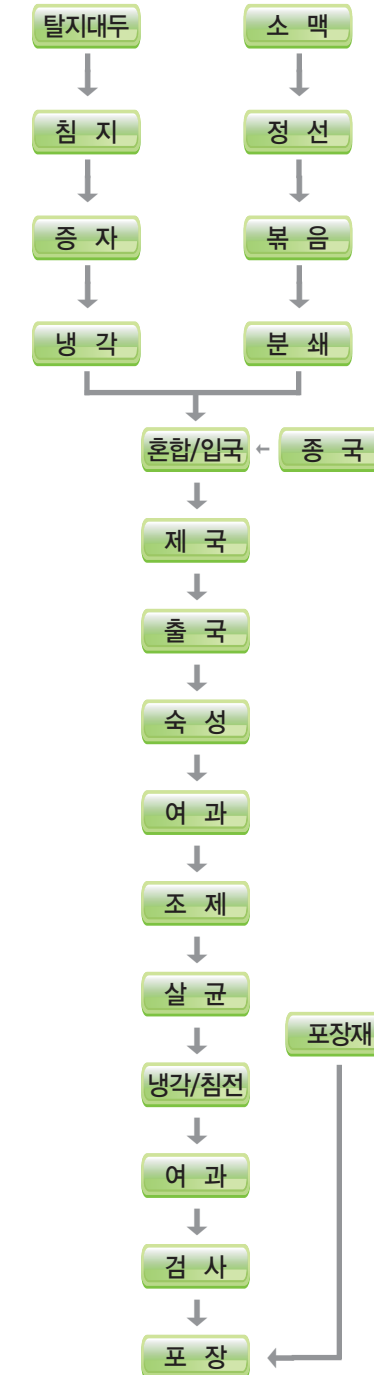 탈지대두 소 맥
침 지 정 선
증 자 볶 음
냉 각 분 쇄
혼합/입국 종 국
제 국
출 국
숙 성
여 과
조 제
살 균
포장재
냉각/침전
여 과
검 사
포 장